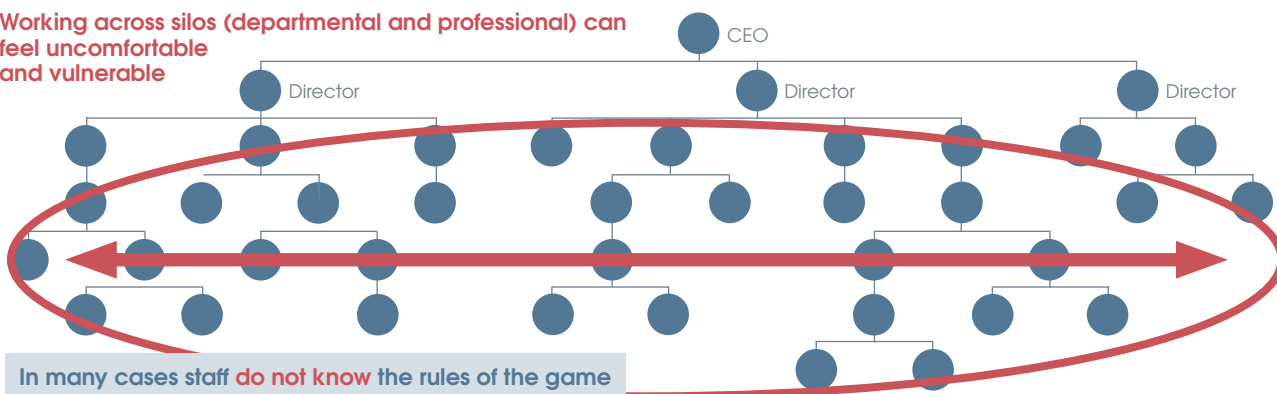 Working across silos (departmental and professional) can
feel uncomfortable
and vulnerable
CEO
Director
Director
Director
In many cases staff do not know the rules of the game